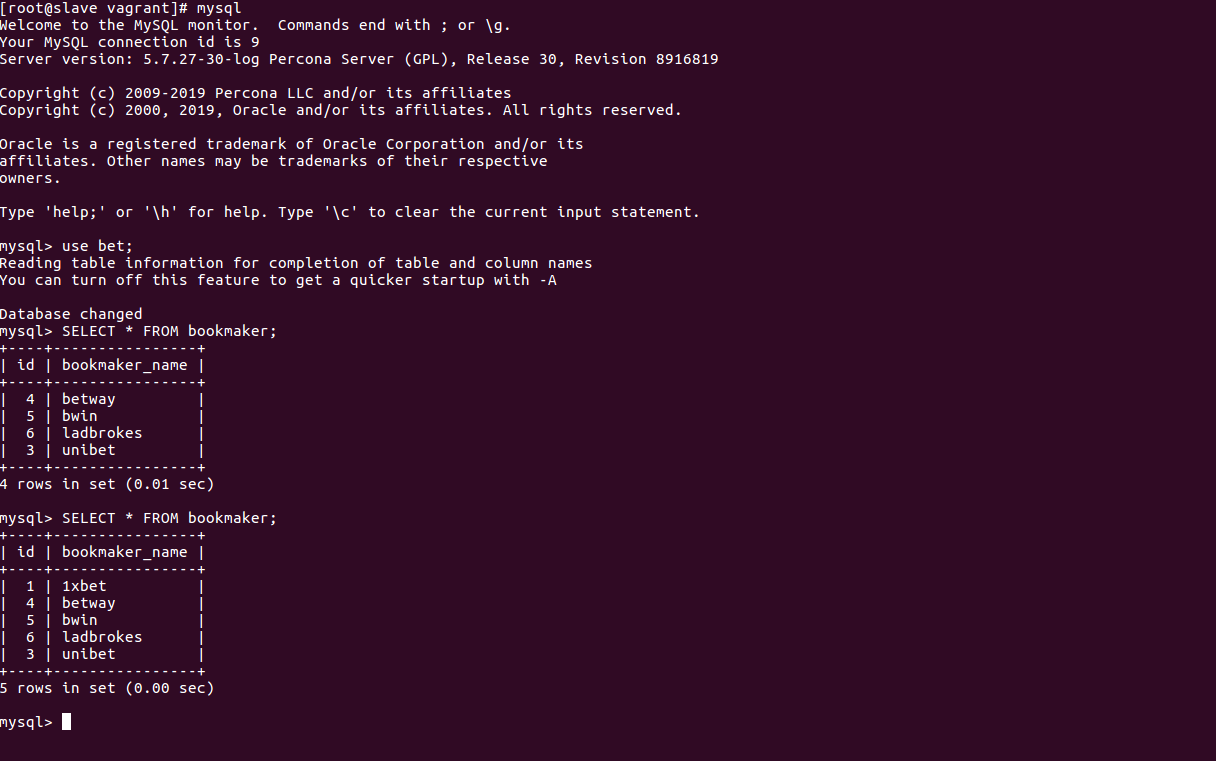 [root@slave vagrant]# mysql
Welcome to the MySQL monitor.  Commands end with ; or \g.
Your MySQL connection id is 9
Server version: 5.7.27-30-log Percona Server (GPL), Release 30, Revision 8916819

Copyright (c) 2009-2019 Percona LLC and/or its affiliates
Copyright (c) 2000, 2019, Oracle and/or its affiliates. All rights reserved.

Oracle is a registered trademark of Oracle Corporation and/or its
affiliates. Other names may be trademarks of their respective
owners.

Type 'help;' or '\h' for help. Type '\c' to clear the current input statement.

mysql> use bet;
Reading table information for completion of table and column names
You can turn off this feature to get a quicker startup with -A

Database changed
mysql> SELECT * FROM bookmaker;
+----+----------------+
| id | bookmaker_name |
+----+----------------+
|  4 | betway         |
|  5 | bwin           |
|  6 | ladbrokes      |
|  3 | unibet         |
+----+----------------+
4 rows in set (0.01 sec)

mysql> SELECT * FROM bookmaker;
+----+----------------+
| id | bookmaker_name |
+----+----------------+
|  1 | 1xbet          |
|  4 | betway         |
|  5 | bwin           |
|  6 | ladbrokes      |
|  3 | unibet         |
+----+----------------+
5 rows in set (0.00 sec)

mysql>